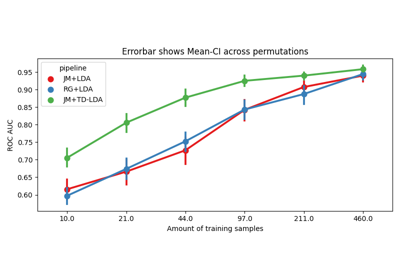 Errorbar shows Mean-CI across permutations
pipeline
JM+LDA
RG+LDA
JM+TD-LDA
ROC AUC
0.95
0.90
0.85
0.80
0.75
0.70
0.65
0.60
10.0 21.0 44.0 97.0 211.0 460.0
Amount of training samples